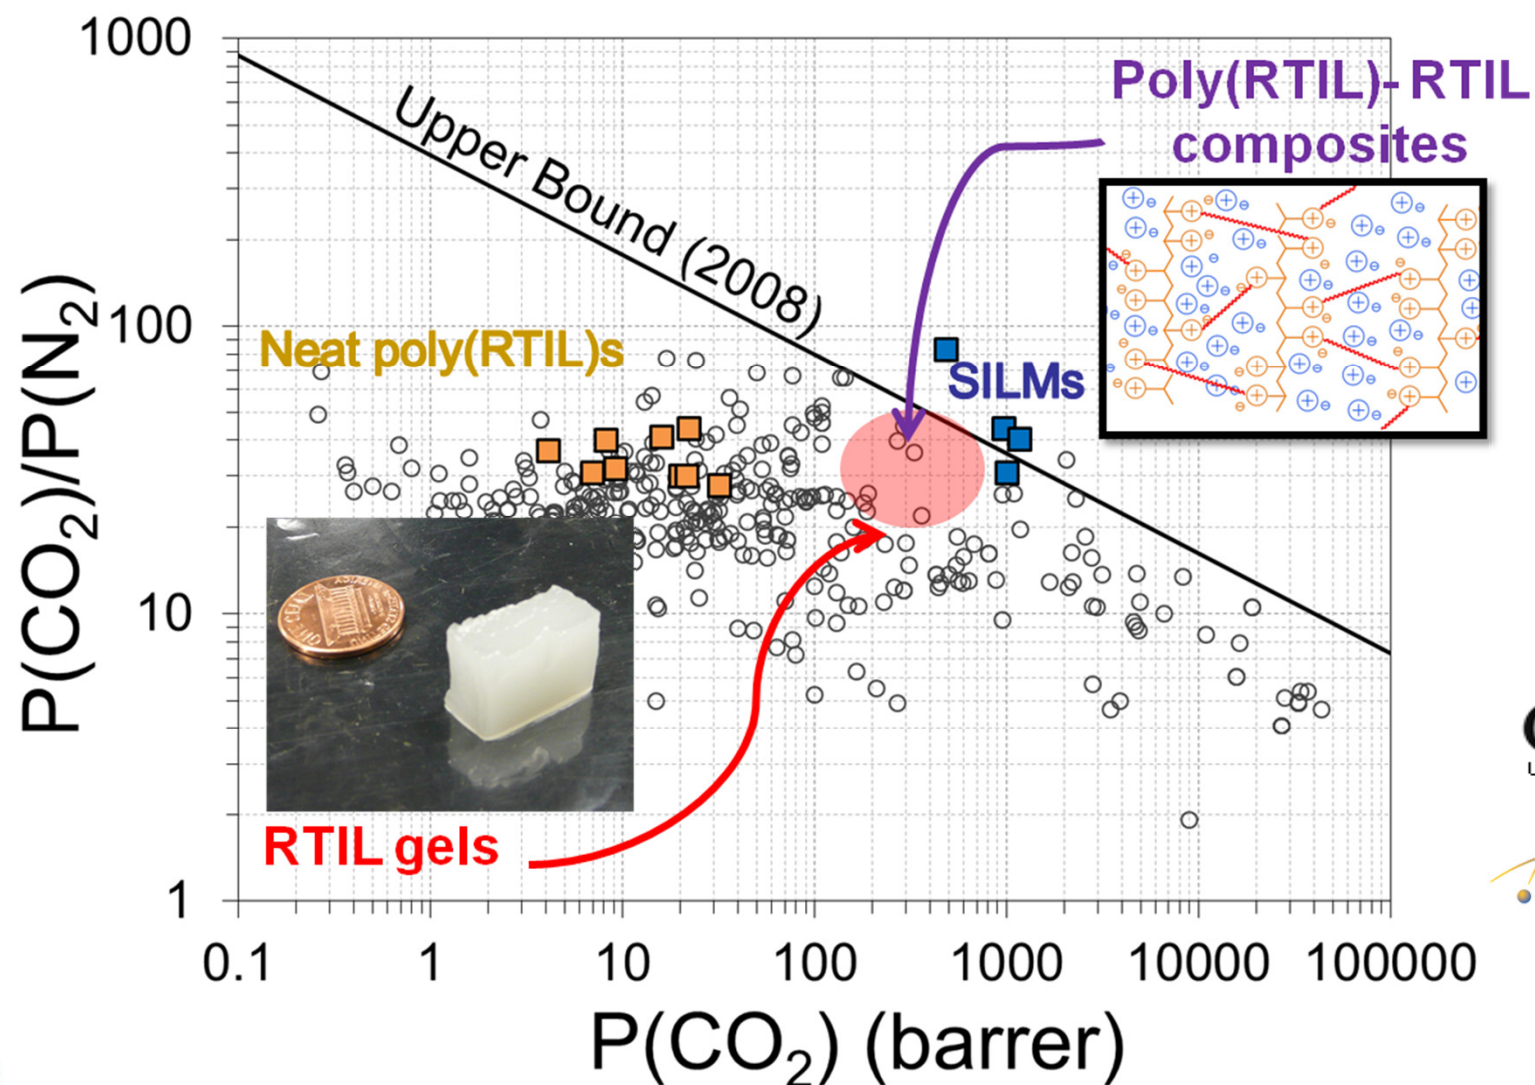 1000
100
10
1
P(CO₂)/P(N₂)
Upper Bound (2008)
Poly(RTIL)- RTIL
composites
Neat poly(RTIL)s
SILMs
RTIL gels
0.1 1 10 100 1000 10000 100000
P(CO₂) (barrer)